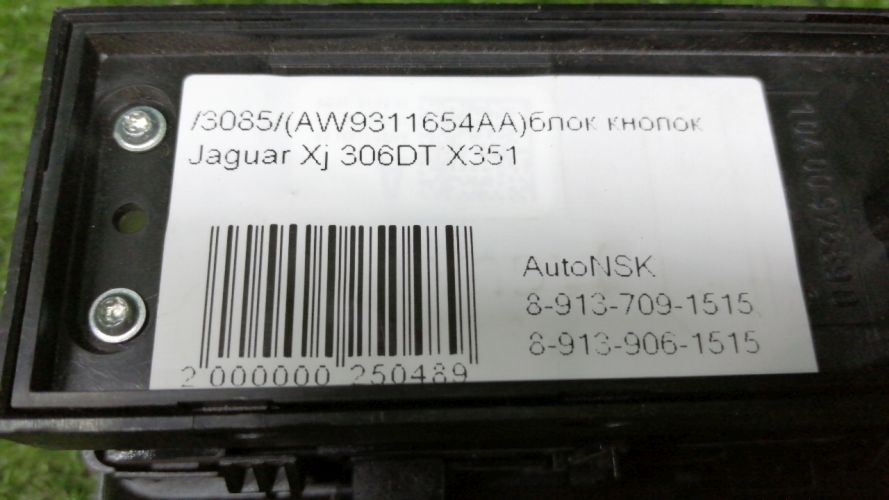 /3085/(AW9311654AA)блок кнопок
Jaguar Xj 306DT X351
AutoNSK
8-913-709-1515
8-913-906-1515
2 000000 250489